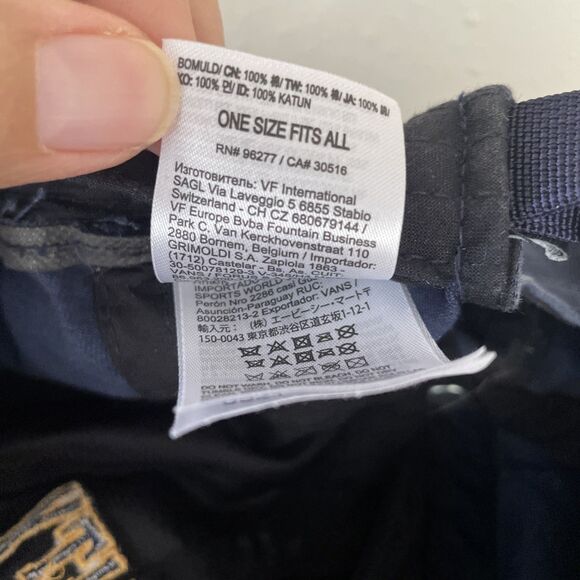 BOMULD/ CN: 100% 棉/ TW: 100% 棉/ JA: 100% 綿/
KO: 100% 면/ ID: 100% KATUN
ONE SIZE FITS ALL
RN# 96277 / CA# 30516
Изготовитель: VF International
SAGL Via Laveggio 5 6855 Stabio
Switzerland - CH CZ 680679144 /
VF Europe Bvba Fountain Business
Park C. Van Kerckhovenstraat 110
2880 Bornem, Belgium / Importador:
GRIMOLDI S.A. Zapiola 1863 -
(1712) Castelar - Bs. As. CUIT:
30-50078129-3
VANS /
IMPORTADO
SPORTS WORLD
Perón Nro 2286 casi
Asunción-Paraguay RUC:
80028213-2 Exportador: VANS /
輸入元: (株) エービーシー・マート
150-0043 東京都渋谷区道玄坂1-12-1
DO NOT WASH, DO NOT BLEACH, DO NOT